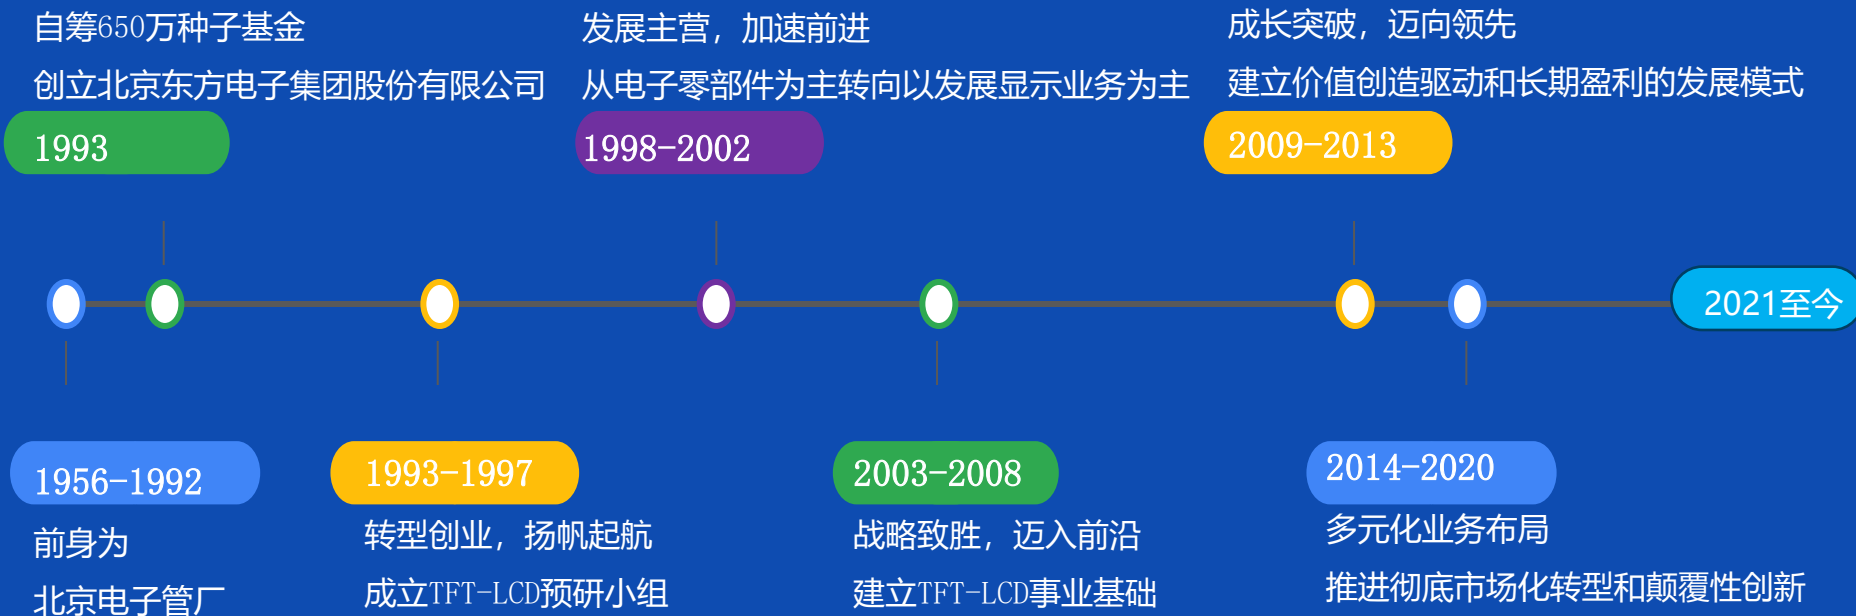 自筹650万种子基金
创立北京东方电子集团股份有限公司
1993
发展主营，加速前进
从电子零部件为主转向以发展显示业务为主
1998-2002
成长突破，迈向领先
建立价值创造驱动和长期盈利的发展模式
2009-2013
2021至今
1956-1992
前身为
北京电子管厂
1993-1997
转型创业，扬帆起航
成立TFT-LCD预研小组
2003-2008
战略致胜，迈入前沿
建立TFT-LCD事业基础
2014-2020
多元化业务布局
推进彻底市场化转型和颠覆性创新